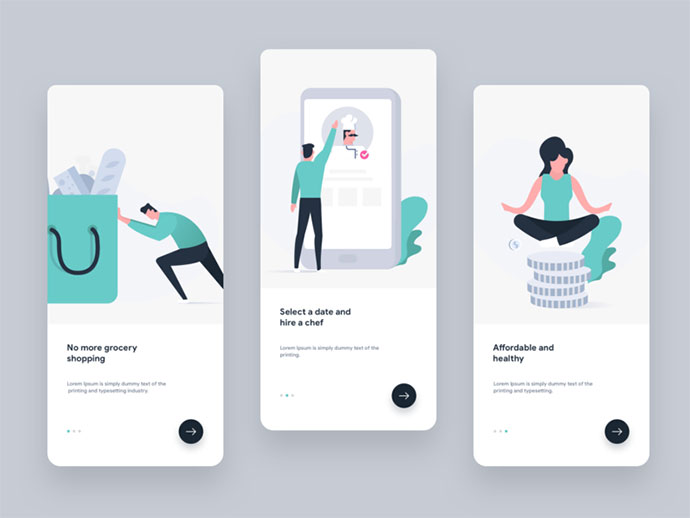 No more grocery
shopping
Lorem Ipsum is simply dummy text of the
printing and typesetting industry
Select a date and
hire a chef
Lorem Ipsum is simply dummy text of the
printing.
Affordable and
healthy
Lorem Ipsum is simply dummy text of the
printing and typesetting.